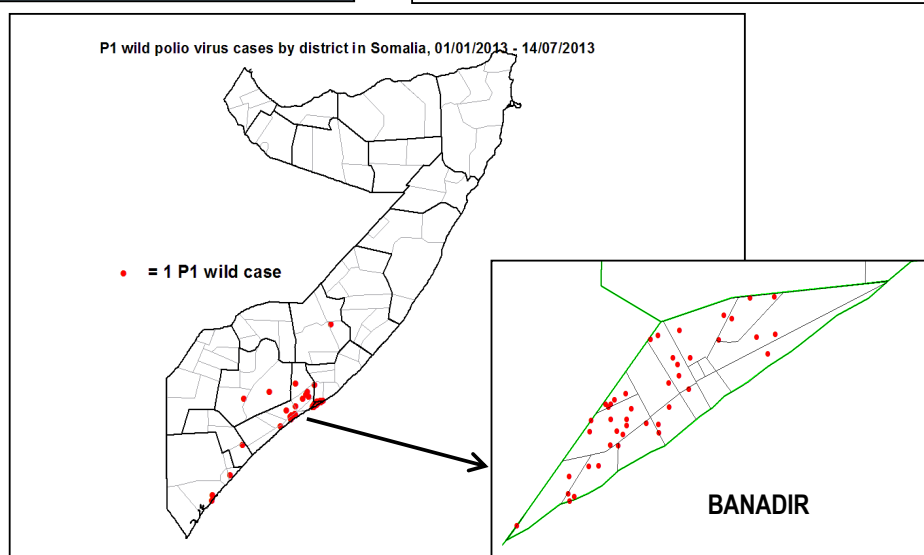 P1 wild polio virus cases by district in Somalia, 01/01/2013 - 14/07/2013
= 1 P1 wild case
BANADIR